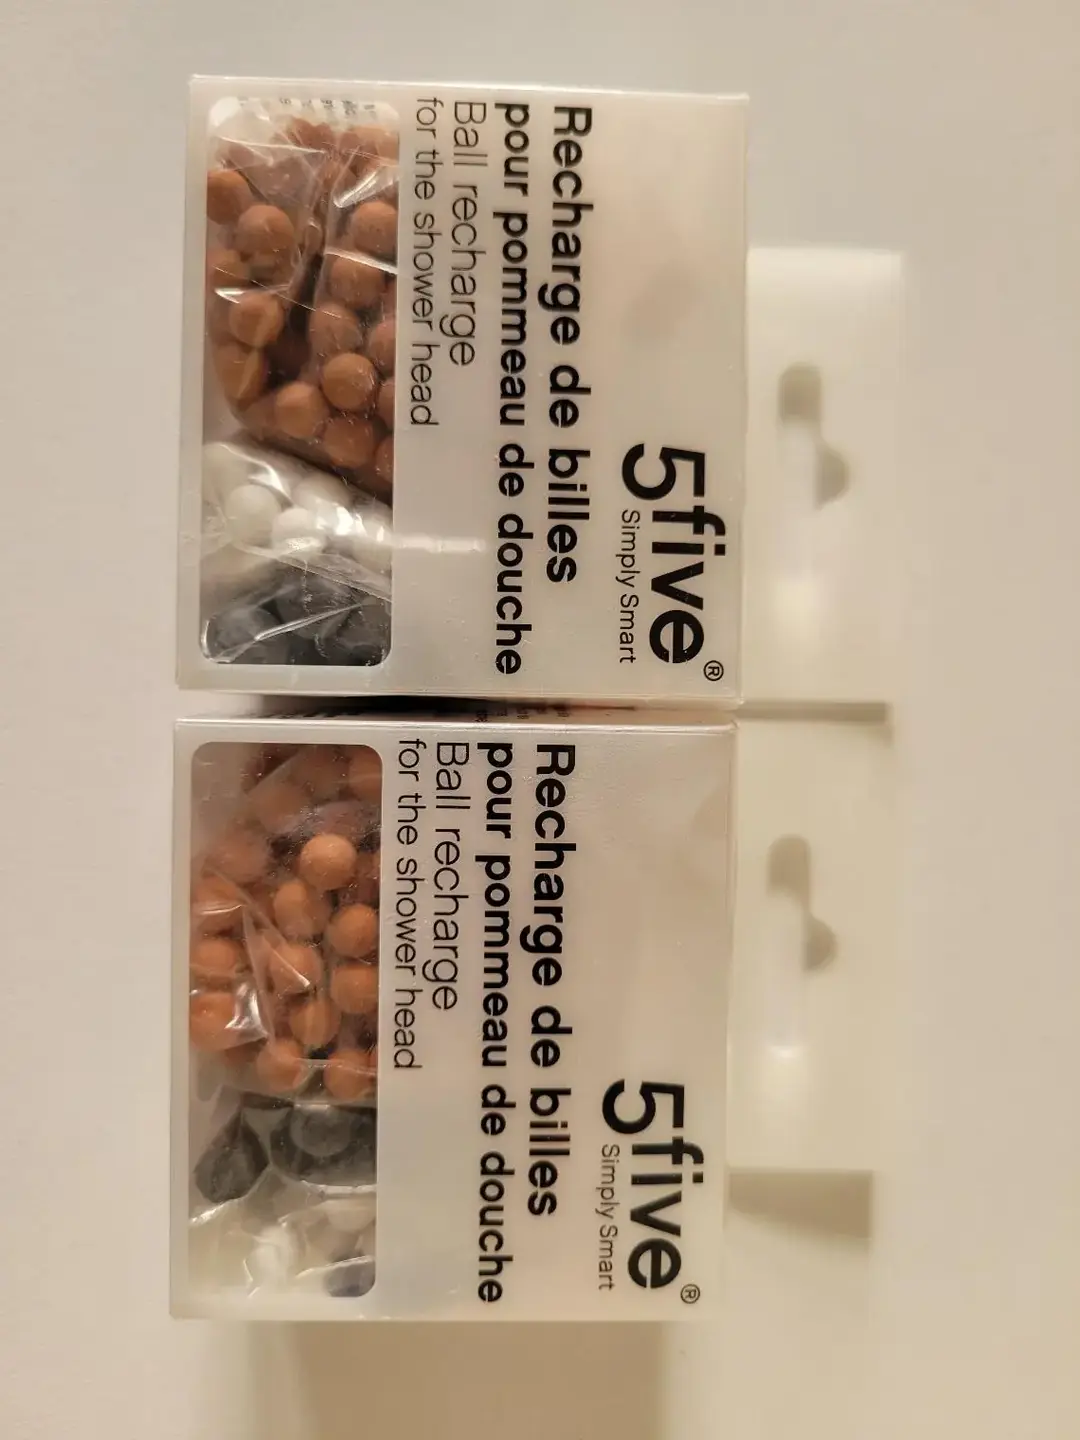 5five®
Simply Smart
Recharge de billes
pour pommeau de douche
Ball recharge
for the shower head
5five®
Simply Smart
Recharge de billes
pour pommeau de douche
Ball recharge
for the shower head